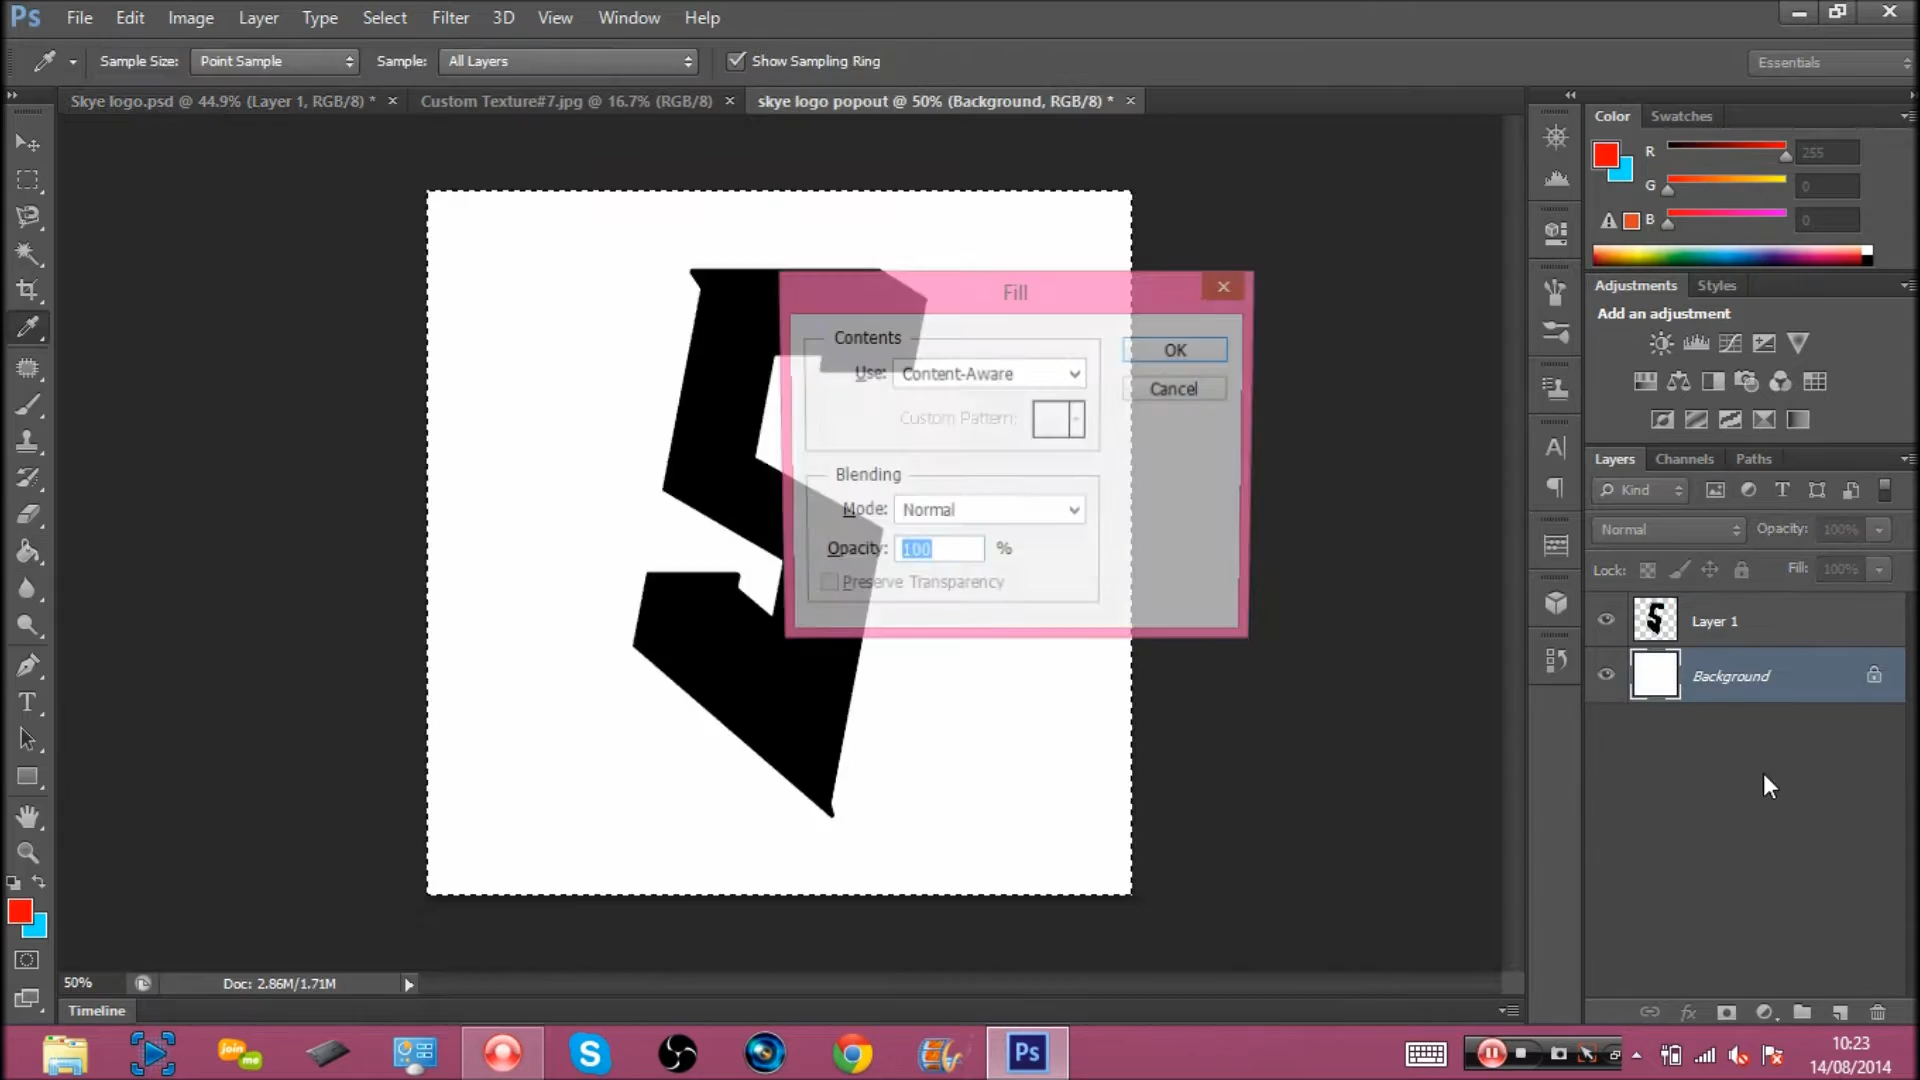 Ps File Edit Image Layer Type Select Filter 3D View Window Help
Sample Size: Point Sample Sample: All Layers Show Sampling Ring Essentials
Skye logo.psd @ 44.9% (Layer 1, RGB/8) * × Custom Texture#7.jpg @ 16.7% (RGB/8) × skye logo popout @ 50% (Background, RGB/8) * ×
Color Swatches
R 255
G 0
B 0
Adjustments Styles
Add an adjustment
Fill
Contents
Use: Content-Aware
Custom Pattern:
OK
Cancel
Blending
Mode: Normal
Opacity: 100 %
Preserve Transparency
Layers Channels Paths
Kind
Normal Opacity: 100%
Lock: Fill: 100%
Layer 1
Background
50% Doc: 2.86M/1.71M
Timeline
join me
Ps
10:23
14/08/2014